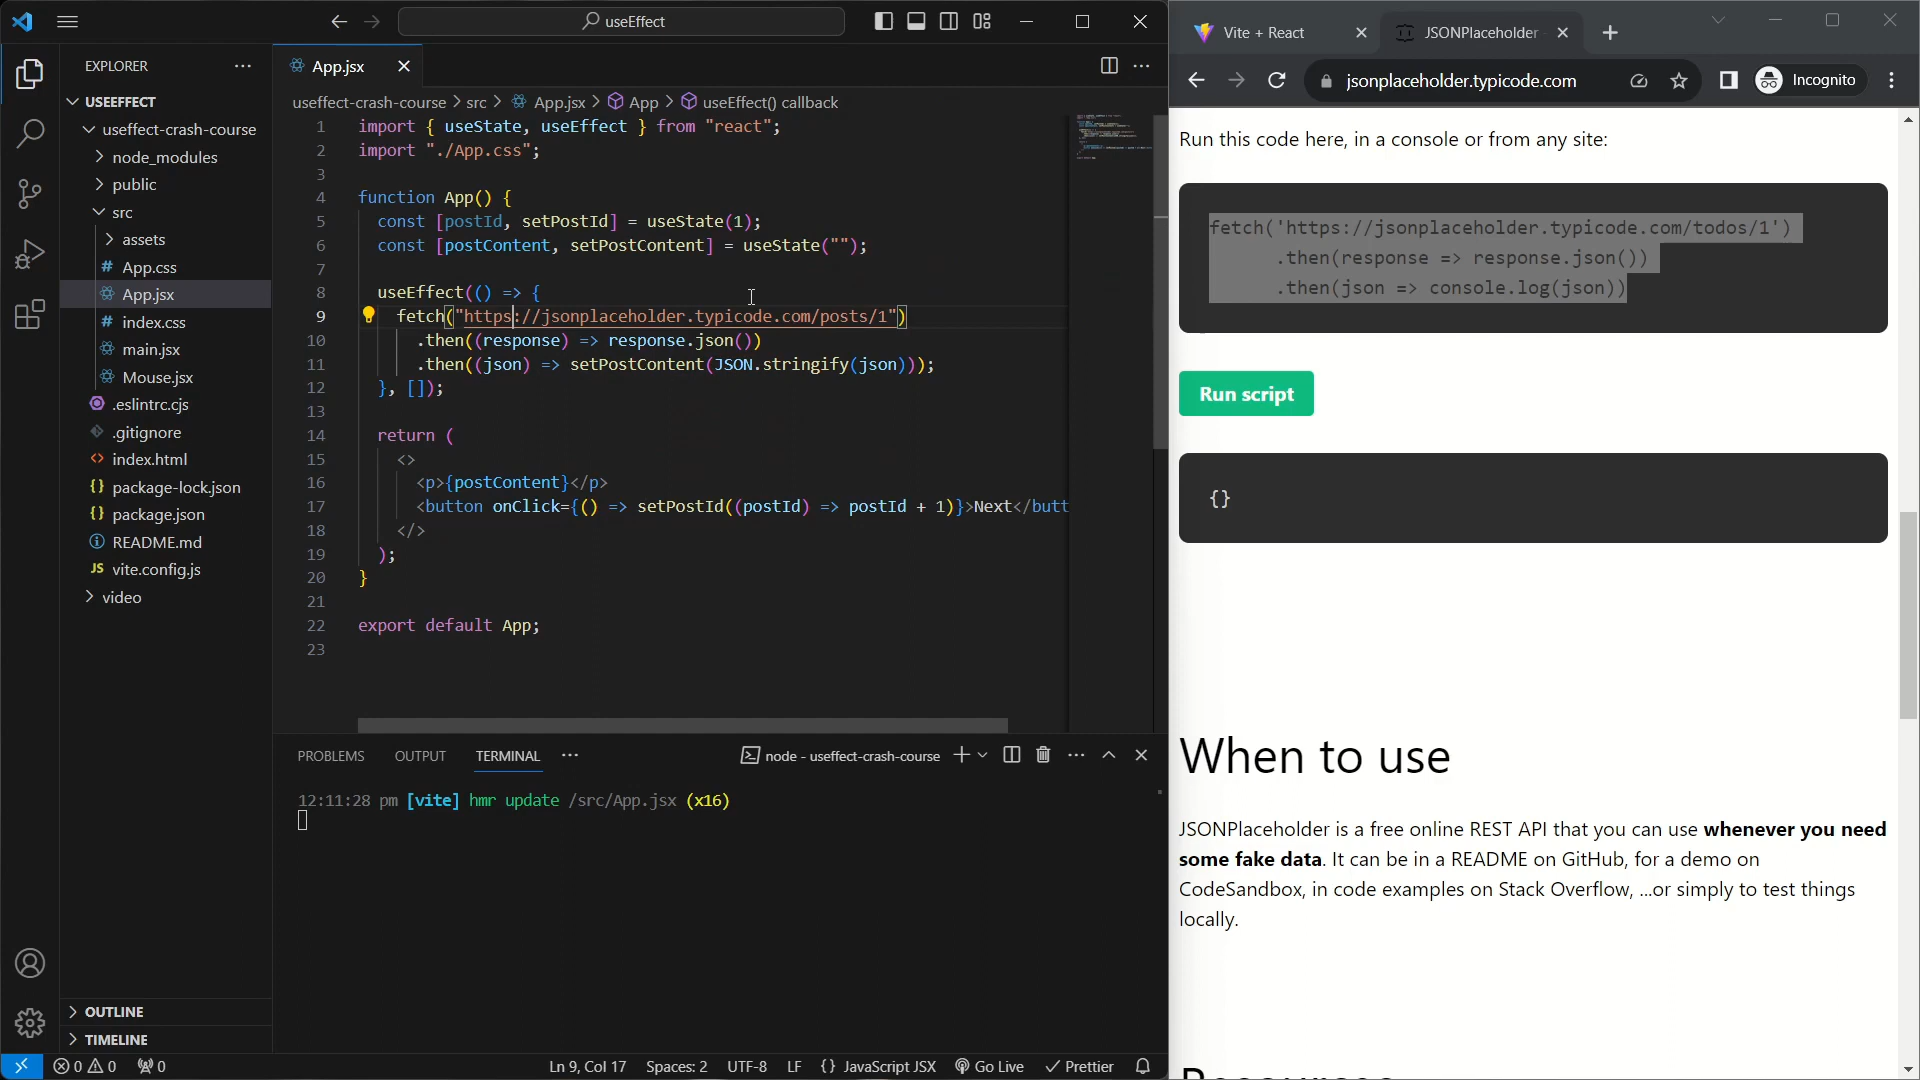 useEffect
EXPLORER
USEEFFECT
useffect-crash-course
node_modules
public
src
assets
App.css
App.jsx
index.css
main.jsx
Mouse.jsx
.eslintrc.cjs
.gitignore
index.html
package-lock.json
package.json
README.md
vite.config.js
video
OUTLINE
TIMELINE
App.jsx
useffect-crash-course > src > App.jsx > App > useEffect() callback
1 import { useState, useEffect } from "react";
2 import "./App.css";
3
4 function App() {
5 const [postId, setPostId] = useState(1);
6 const [postContent, setPostContent] = useState("");
7
8 useEffect(() => {
9 fetch("https://jsonplaceholder.typicode.com/posts/1")
10 .then((response) => response.json())
11 .then((json) => setPostContent(JSON.stringify(json)));
12 }, []);
13
14 return (
15 <>
16 <p>{postContent}</p>
17 <button onClick={() => setPostId((postId) => postId + 1)}>Next</butt
18 </>
19 );
20 }
21
22 export default App;
23
PROBLEMS OUTPUT TERMINAL
node - useffect-crash-course
12:11:28 pm [vite] hmr update /src/App.jsx (x16)
0 0 0
Ln 9, Col 17 Spaces: 2 UTF-8 LF {} JavaScript JSX Go Live Prettier
Vite + React
JSONPlaceholder
jsonplaceholder.typicode.com
Incognito
Run this code here, in a console or from any site:
fetch('https://jsonplaceholder.typicode.com/todos/1')
.then(response => response.json())
.then(json => console.log(json))
Run script
{}
When to use
JSONPlaceholder is a free online REST API that you can use whenever you need
some fake data. It can be in a README on GitHub, for a demo on
CodeSandbox, in code examples on Stack Overflow, ...or simply to test things
locally.